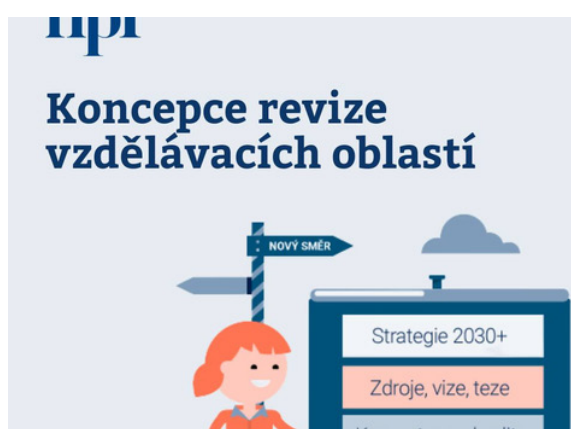 Koncepce revize
vzdělávacích oblastí
NOVÝ SMĚR
Strategie 2030+
Zdroje, vize, teze